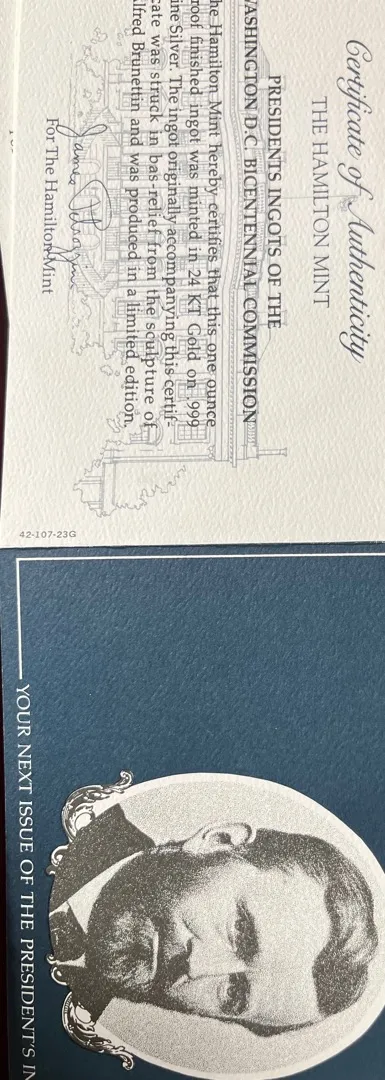 Certificate of Authenticity
THE HAMILTON MINT
PRESIDENTS INGOTS OF THE
WASHINGTON D.C. BICENTENNIAL COMMISSION
he Hamilton Mint hereby certifies that this one ounce
roof finished ingot was minted in 24 KT Gold on .999
ine Silver. The ingot originally accompanying this certif-
cate was struck in bas-relief from the sculpture of
lfred Brunettin and was produced in a limited edition.
For The Hamilton Mint
42-107-23G
YOUR NEXT ISSUE OF THE PRESIDENT'S IN